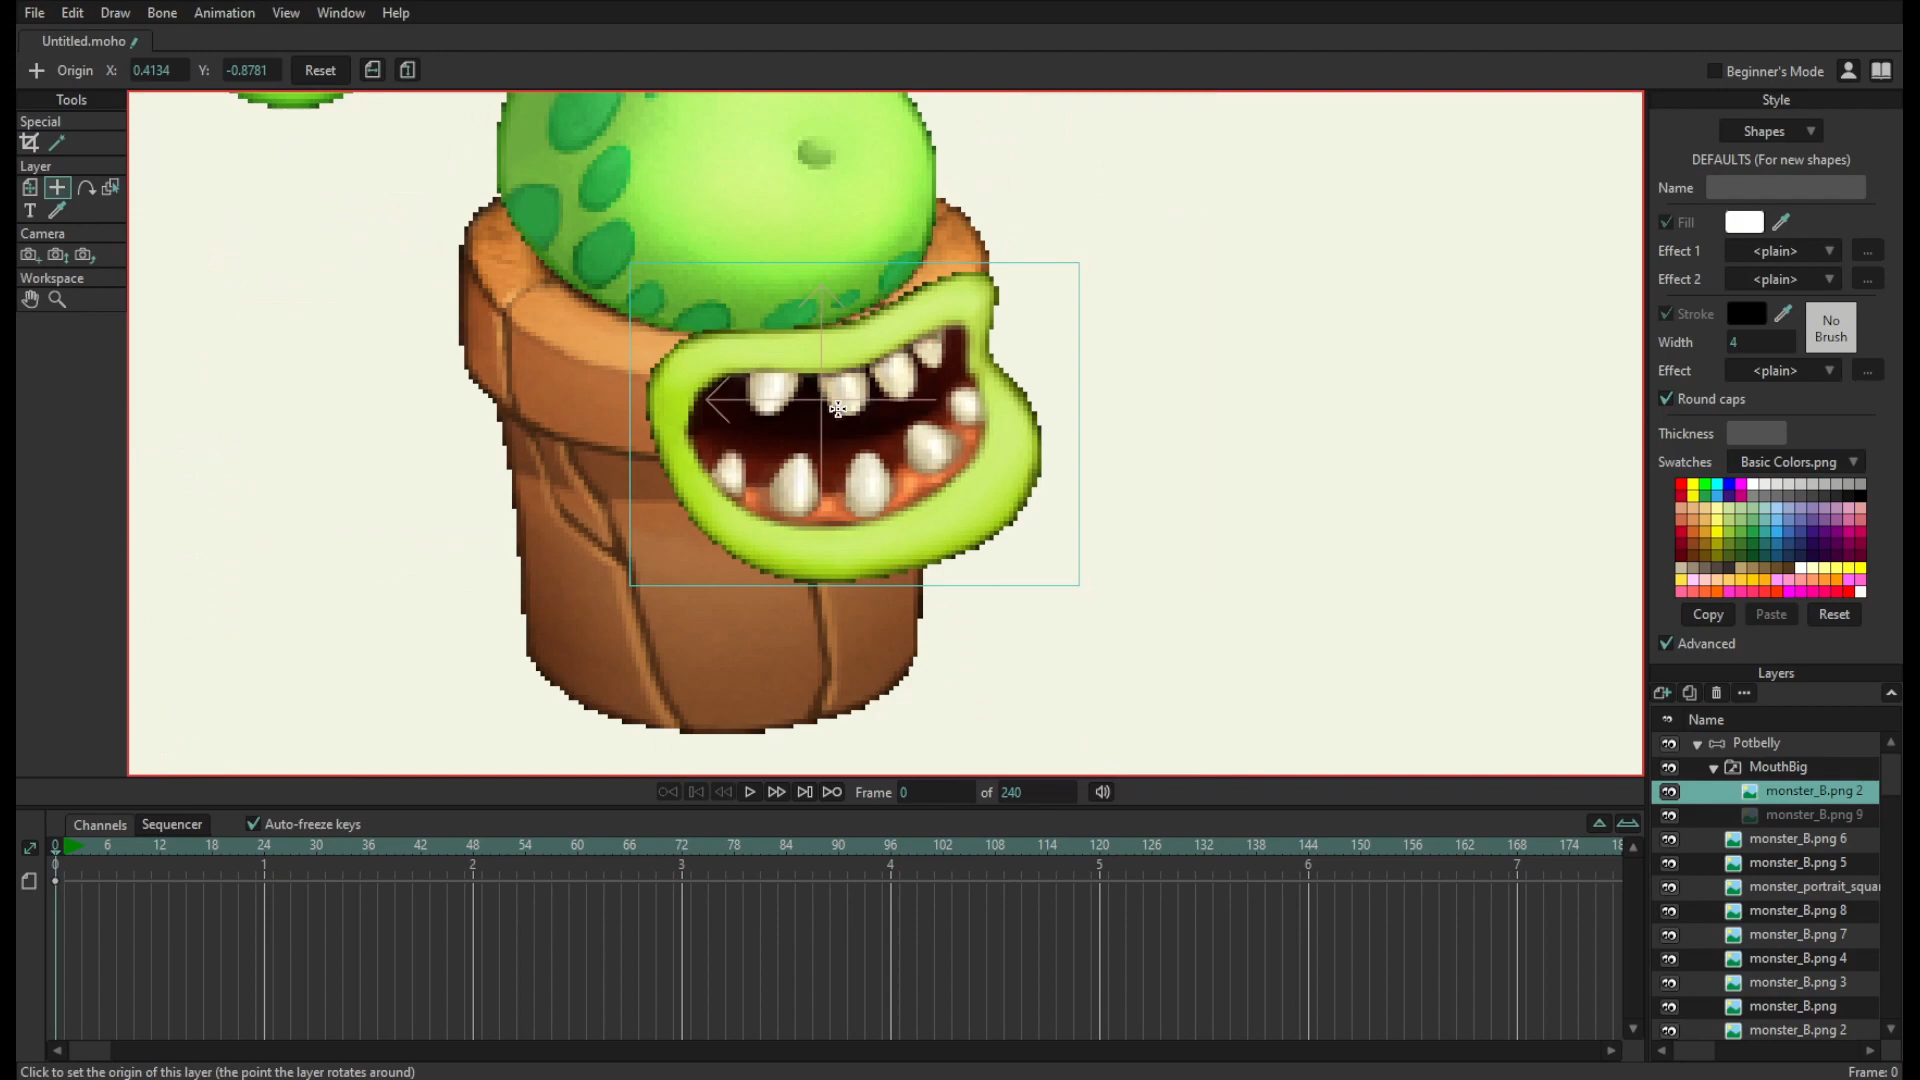 File Edit Draw Bone Animation View Window Help
Untitled.moho
Origin X: 0.4134 Y: -0.8781 Reset Beginner's Mode
Tools
Special
Layer
T
Camera
Workspace
Style
Shapes
DEFAULTS (For new shapes)
Name
Fill
Effect 1 <plain> ...
Effect 2 <plain> ...
Stroke
No Brush
Width 4
Effect <plain> ...
Round caps
Thickness
Swatches Basic Colors.png
Copy Paste Reset
Advanced
Layers
Name
Potbelly
MouthBig
monster_B.png 2
monster_B.png 9
monster_B.png 6
monster_B.png 5
monster_portrait_squar
monster_B.png 8
monster_B.png 7
monster_B.png 4
monster_B.png 3
monster_B.png
monster_B.png 2
Frame 0 of 240
Channels Sequencer Auto-freeze keys
0 6 12 18 24 30 36 42 48 54 60 66 72 78 84 90 96 102 108 114 120 126 132 138 144 150 156 162 168 174 18
0 1 2 3 4 5 6 7
Click to set the origin of this layer (the point the layer rotates around) Frame: 0